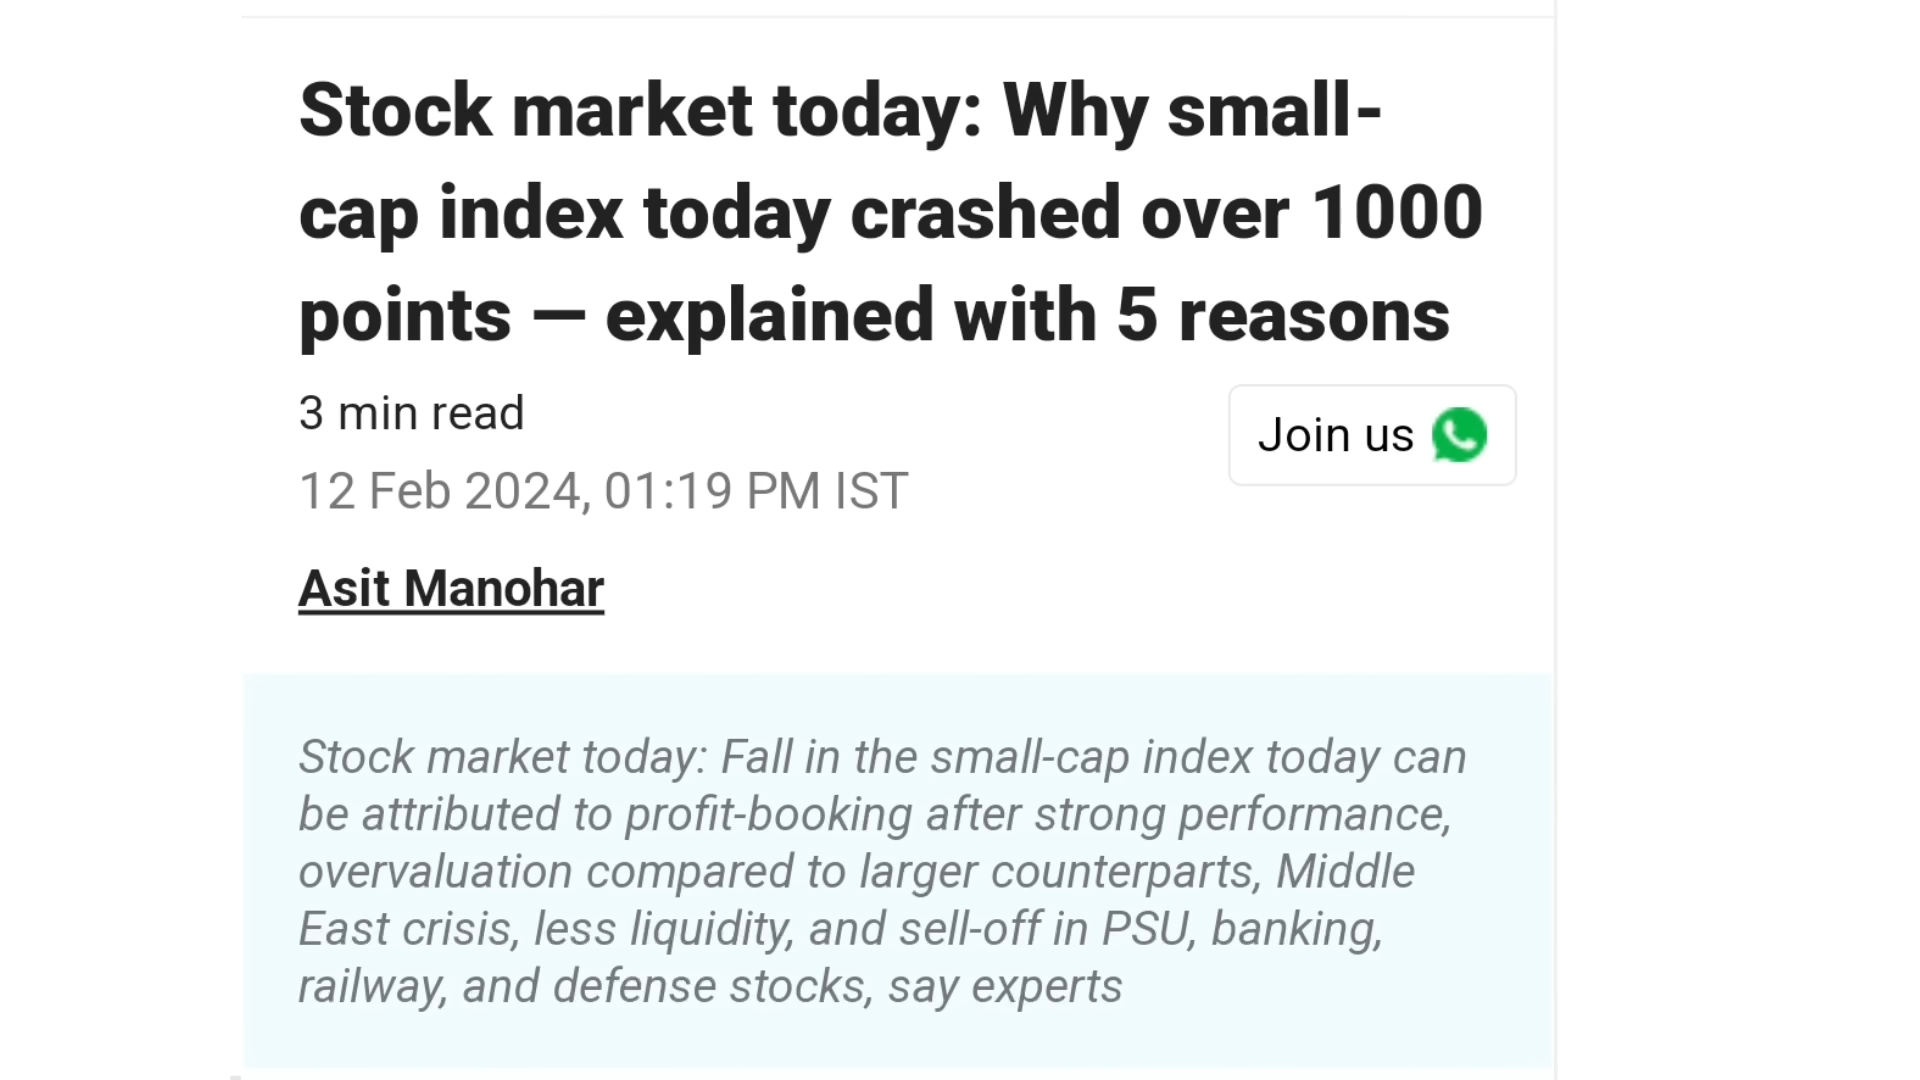 Stock market today: Why small-
cap index today crashed over 1000
points — explained with 5 reasons
3 min read
Join us
12 Feb 2024, 01:19 PM IST
Asit Manohar
Stock market today: Fall in the small-cap index today can
be attributed to profit-booking after strong performance,
overvaluation compared to larger counterparts, Middle
East crisis, less liquidity, and sell-off in PSU, banking,
railway, and defense stocks, say experts